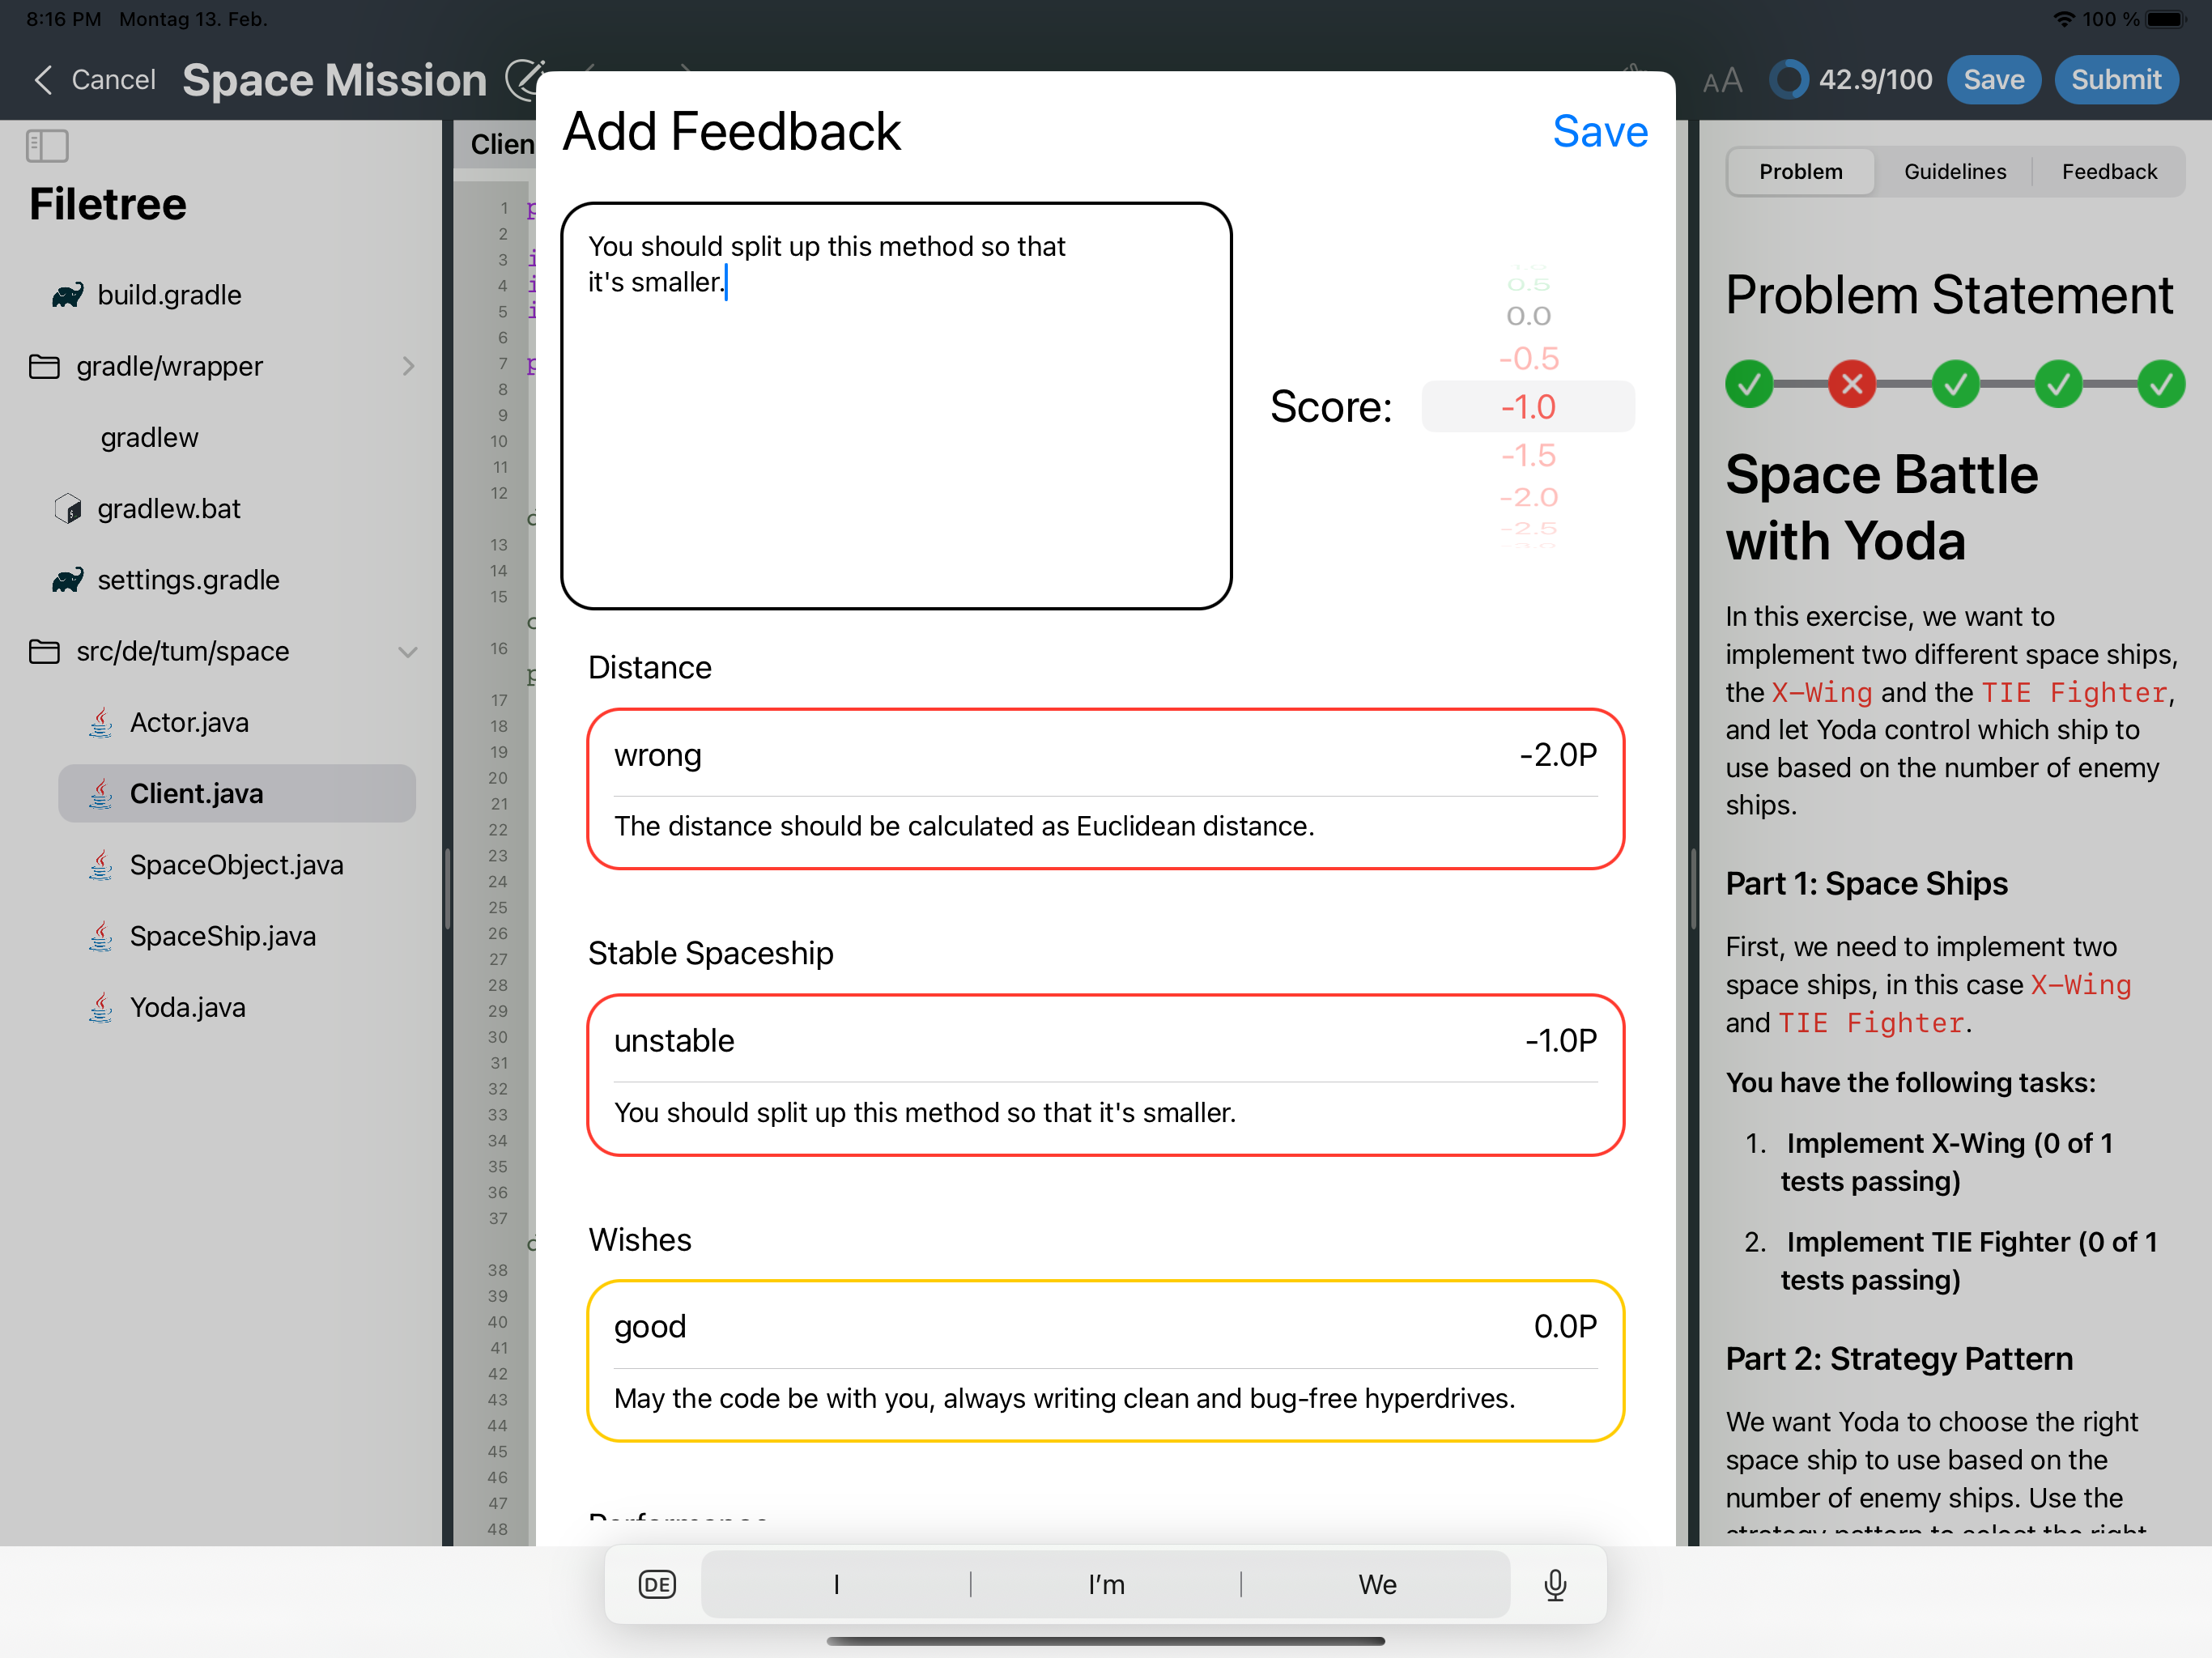 8:16 PM Montag 13. Feb.
100 %
Cancel
Space Mission
42.9/100
Save
Submit
Filetree
build.gradle
gradle/wrapper
gradlew
gradlew.bat
settings.gradle
src/de/tum/space
Actor.java
Client.java
SpaceObject.java
SpaceShip.java
Yoda.java
1
2
3
4
5
6
7
8
9
10
11
12
13
14
15
16
17
18
19
20
21
22
23
24
25
26
27
28
29
30
31
32
33
34
35
36
37
38
39
40
41
42
43
44
45
46
47
48
Add Feedback
Save
You should split up this method so that
it's smaller.
Score:
0.5
0.0
-0.5
-1.0
-1.5
-2.0
-2.5
Distance
wrong -2.0P
The distance should be calculated as Euclidean distance.
Stable Spaceship
unstable -1.0P
You should split up this method so that it's smaller.
Wishes
good 0.0P
May the code be with you, always writing clean and bug-free hyperdrives.
DE
I
I'm
We
Problem
Guidelines
Feedback
Problem Statement
Space Battle
with Yoda
In this exercise, we want to
implement two different space ships,
the X-Wing and the TIE Fighter,
and let Yoda control which ship to
use based on the number of enemy
ships.
Part 1: Space Ships
First, we need to implement two
space ships, in this case X-Wing
and TIE Fighter.
You have the following tasks:
1. Implement X-Wing (0 of 1
tests passing)
2. Implement TIE Fighter (0 of 1
tests passing)
Part 2: Strategy Pattern
We want Yoda to choose the right
space ship to use based on the
number of enemy ships. Use the
strategy pattern to select the right